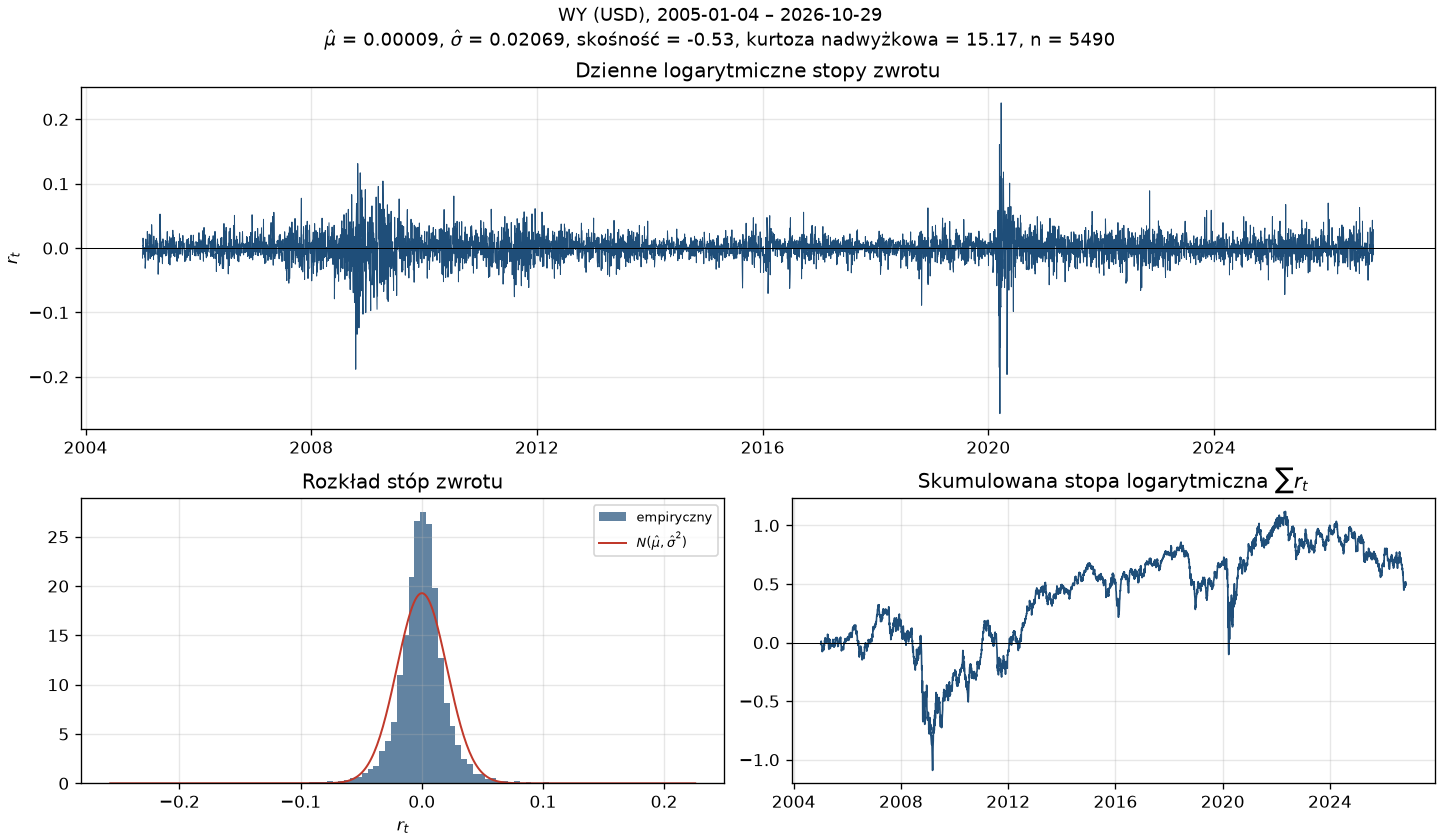 WY (USD), 2005-01-04 – 2026-10-29
μ̂ = 0.00009, σ̂ = 0.02069, skośność = -0.53, kurtoza nadwyżkowa = 15.17, n = 5490
Dzienne logarytmiczne stopy zwrotu
0.2
0.1
0.0
−0.1
−0.2
r_t
2004 2008 2012 2016 2020 2024
Rozkład stóp zwrotu
empiryczny
N(μ̂, σ̂²)
25
20
15
10
5
0
−0.2 −0.1 0.0 0.1 0.2
r_t
Skumulowana stopa logarytmiczna ∑r_t
1.0
0.5
0.0
−0.5
−1.0
2004 2008 2012 2016 2020 2024